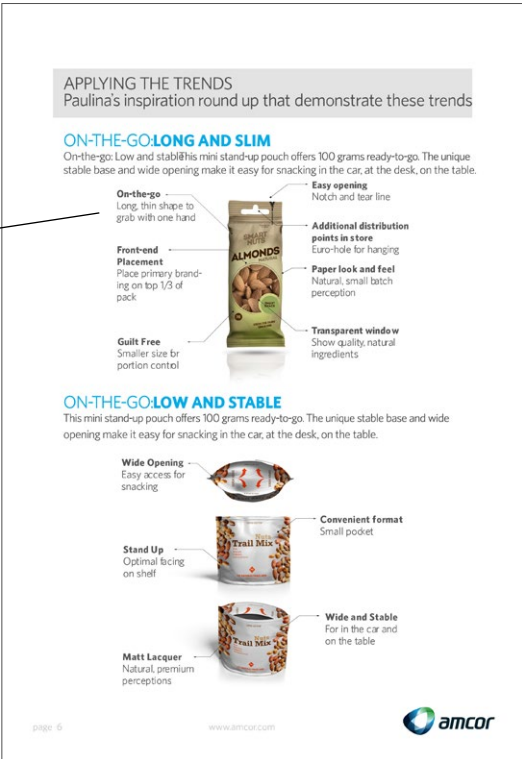 APPLYING THE TRENDS
Paulina's inspiration round up that demonstrate these trends
ON-THE-GO:LONG AND SLIM
On-the-go: Low and stableThis mini stand-up pouch offers 100 grams ready-to-go. The unique
stable base and wide opening make it easy for snacking in the car, at the desk, on the table.
On-the-go
Long, thin shape to
grab with one hand
Front-end
Placement
Place primary brand-
ing on top 1/3 of
pack
Guilt Free
Smaller size for
portion control
SMART
NUTS
ALMONDS
Easy opening
Notch and tear line
Additional distribution
points in store
Euro-hole for hanging
Paper look and feel
Natural, small batch
perception
Transparent window
Show quality, natural
ingredients
ON-THE-GO:LOW AND STABLE
This mini stand-up pouch offers 100 grams ready-to-go. The unique stable base and wide
opening make it easy for snacking in the car, at the desk, on the table.
Wide Opening
Easy access for
snacking
Stand Up
Optimal facing
on shelf
Matt Lacquer
Natural, premium
perceptions
Nuts
Trail Mix
Nuts
Trail Mix
Convenient format
Small pocket
Wide and Stable
For in the car and
on the table
page 6
www.amcor.com
amcor